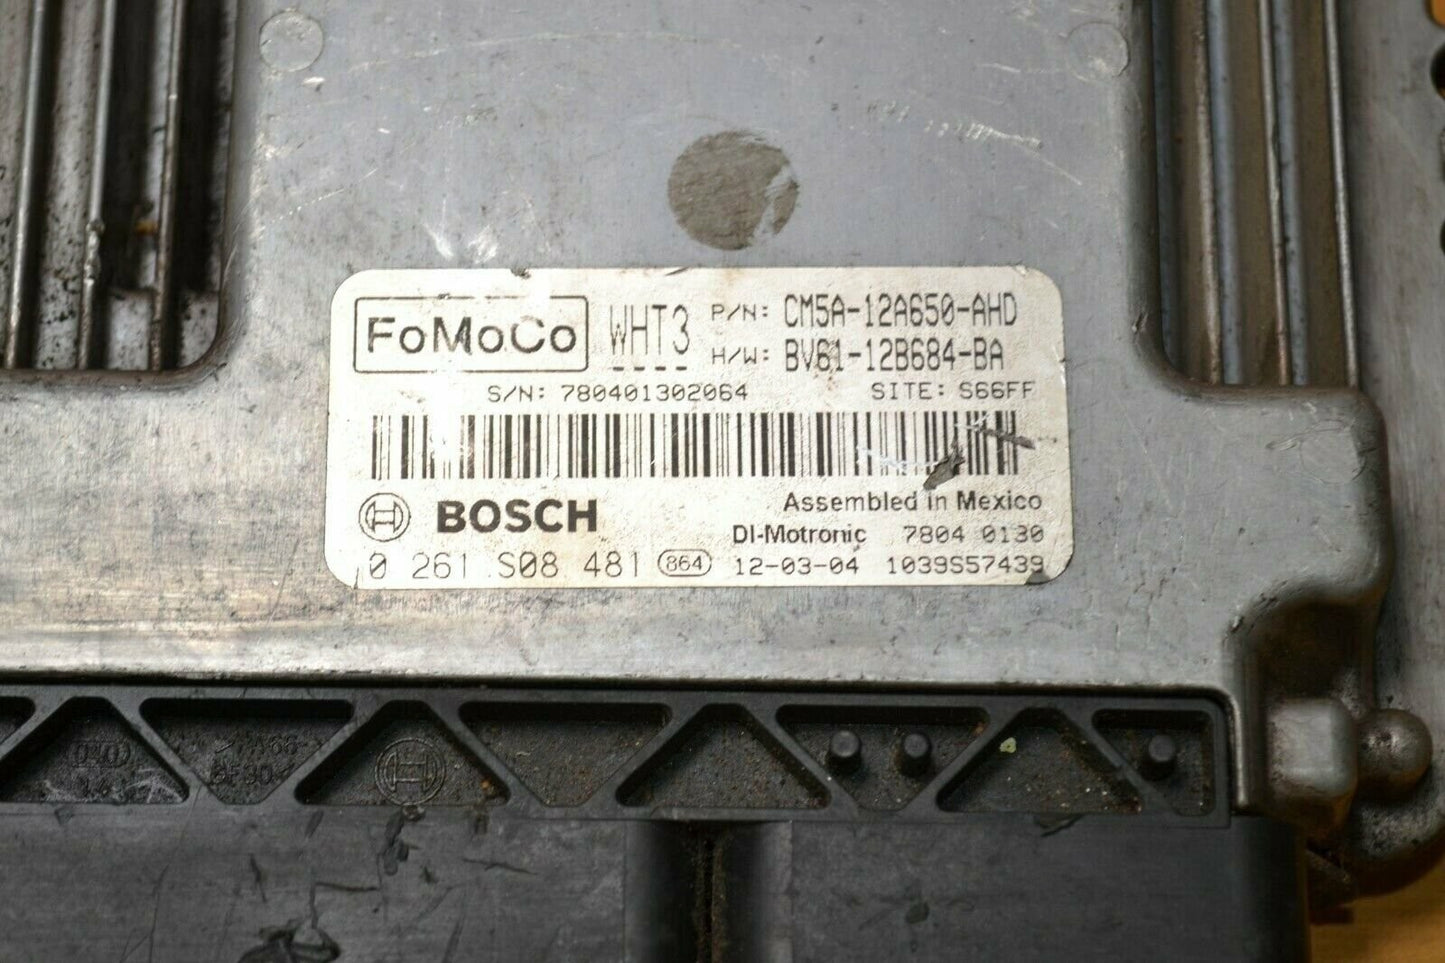 FoMoCo WHT3 P/N: CM5A-12A650-AHD
H/W: BV61-12B684-BA
S/N: 780401302064 SITE: S66FF
BOSCH Assembled in Mexico
DI-Motronic 7804 0130
0 261 S08 481 864 12-03-04 1039S57439